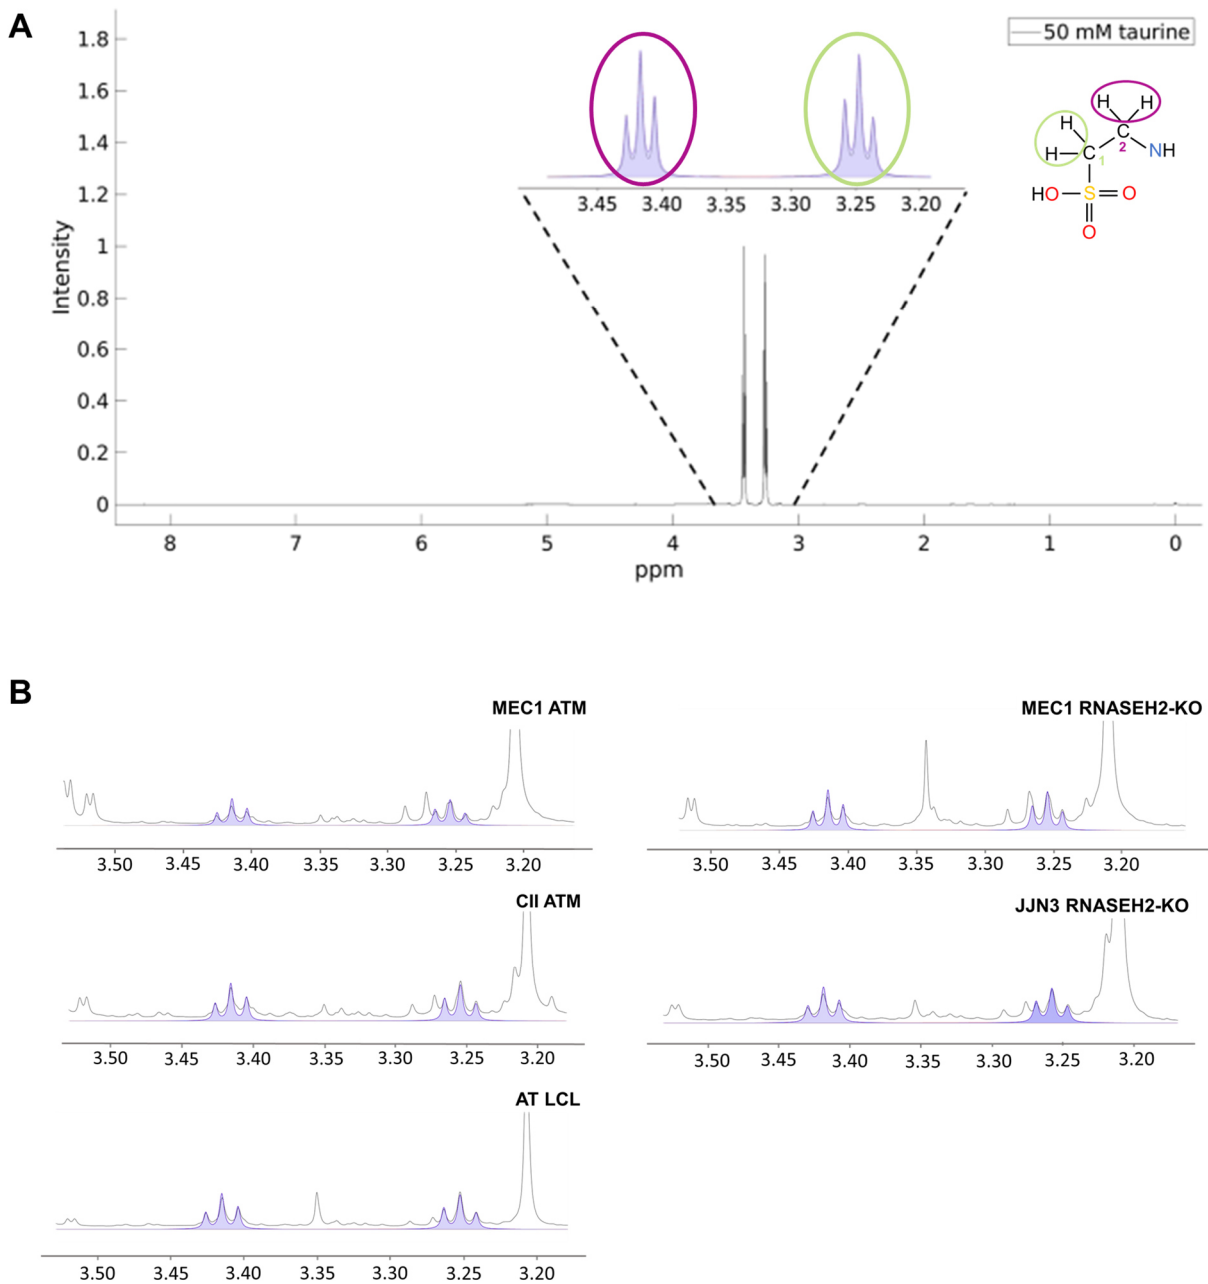 A
50 mM taurine
1.8
1.6
1.4
1.2
1
0.8
0.6
0.4
0.2
0
Intensity
3.45 3.40 3.35 3.30 3.25 3.20
H H
H
H C C
1 2
NH
HO S O
O
8 7 6 5 4 3 2 1 0
ppm
B
MEC1 ATM
3.50 3.45 3.40 3.35 3.30 3.25 3.20
MEC1 RNASEH2-KO
3.50 3.45 3.40 3.35 3.30 3.25 3.20
CII ATM
3.50 3.45 3.40 3.35 3.30 3.25 3.20
JJN3 RNASEH2-KO
3.50 3.45 3.40 3.35 3.30 3.25 3.20
AT LCL
3.50 3.45 3.40 3.35 3.30 3.25 3.20